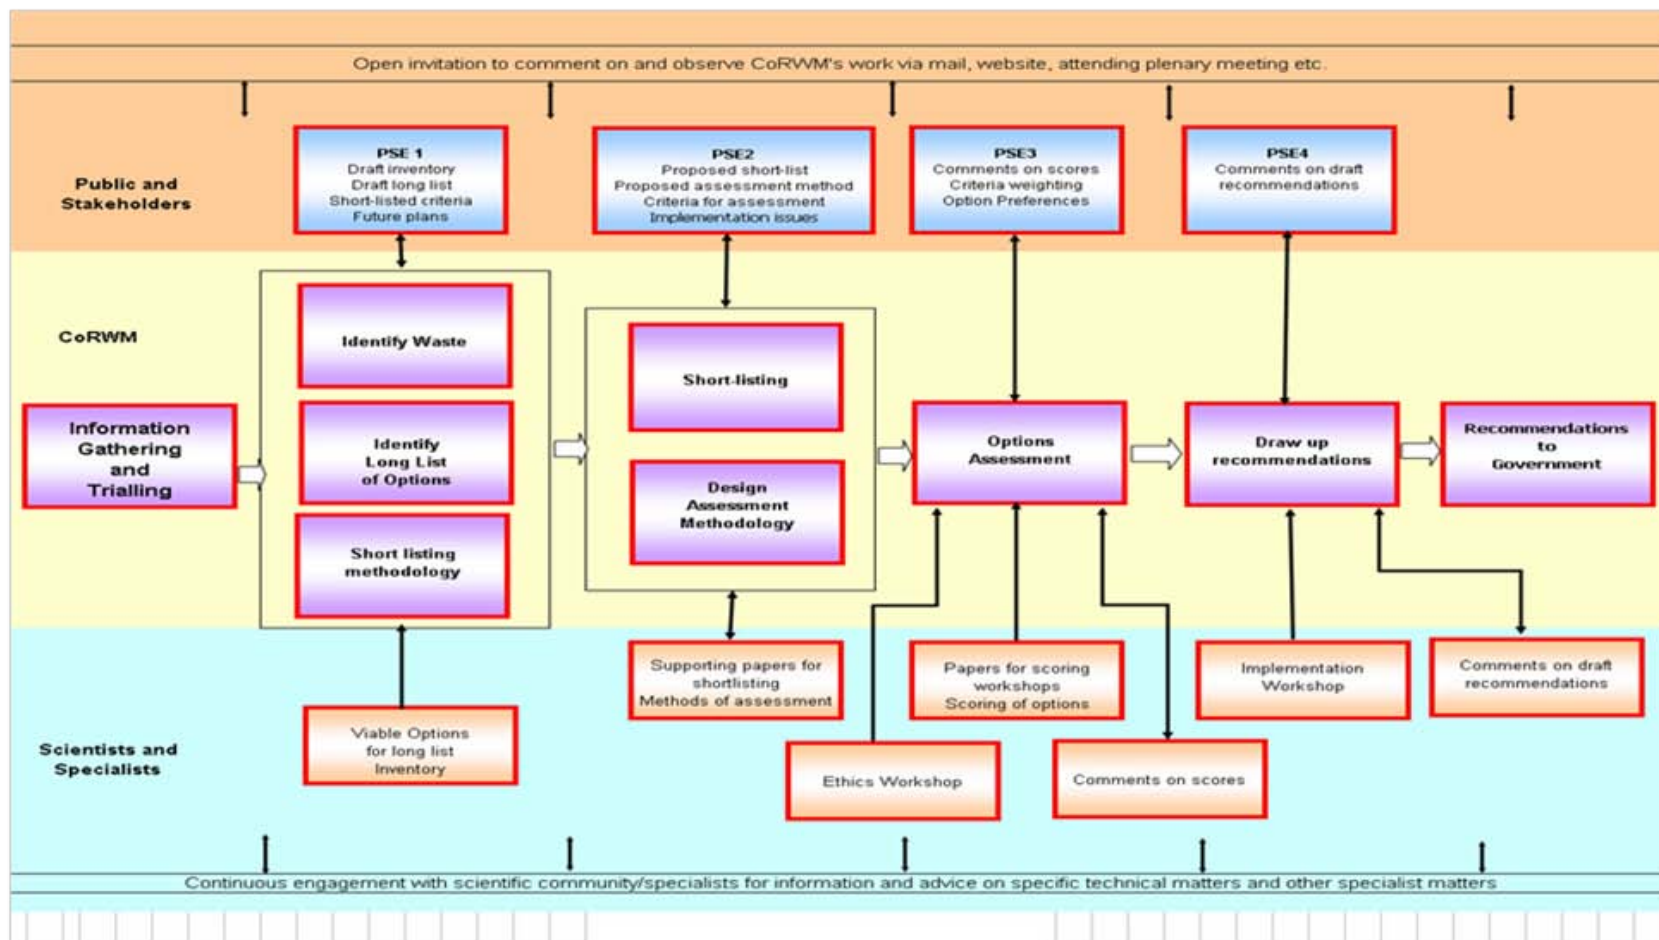 Open invitation to comment on and observe CoRWM's work via mail, website, attending plenary meeting etc.
Public and
Stakeholders
PSE 1
Draft inventory
Draft long list
Short-listed criteria
Future plans
PSE2
Proposed short-list
Proposed assessment method
Criteria for assessment
Implementation issues
PSE3
Comments on scores
Criteria weighting
Option Preferences
PSE4
Comments on draft
recommendations
CoRWM
Information
Gathering
and
Trialling
Identify Waste
Identify
Long List
of Options
Short listing
methodology
Short-listing
Design
Assessment
Methodology
Options
Assessment
Draw up
recommendations
Recommendations
to
Government
Scientists and
Specialists
Viable Options
for long list
Inventory
Supporting papers for
shortlisting
Methods of assessment
Ethics Workshop
Papers for scoring
workshops
Scoring of options
Comments on scores
Implementation
Workshop
Comments on draft
recommendations
Continuous engagement with scientific community/specialists for information and advice on specific technical matters and other specialist matters